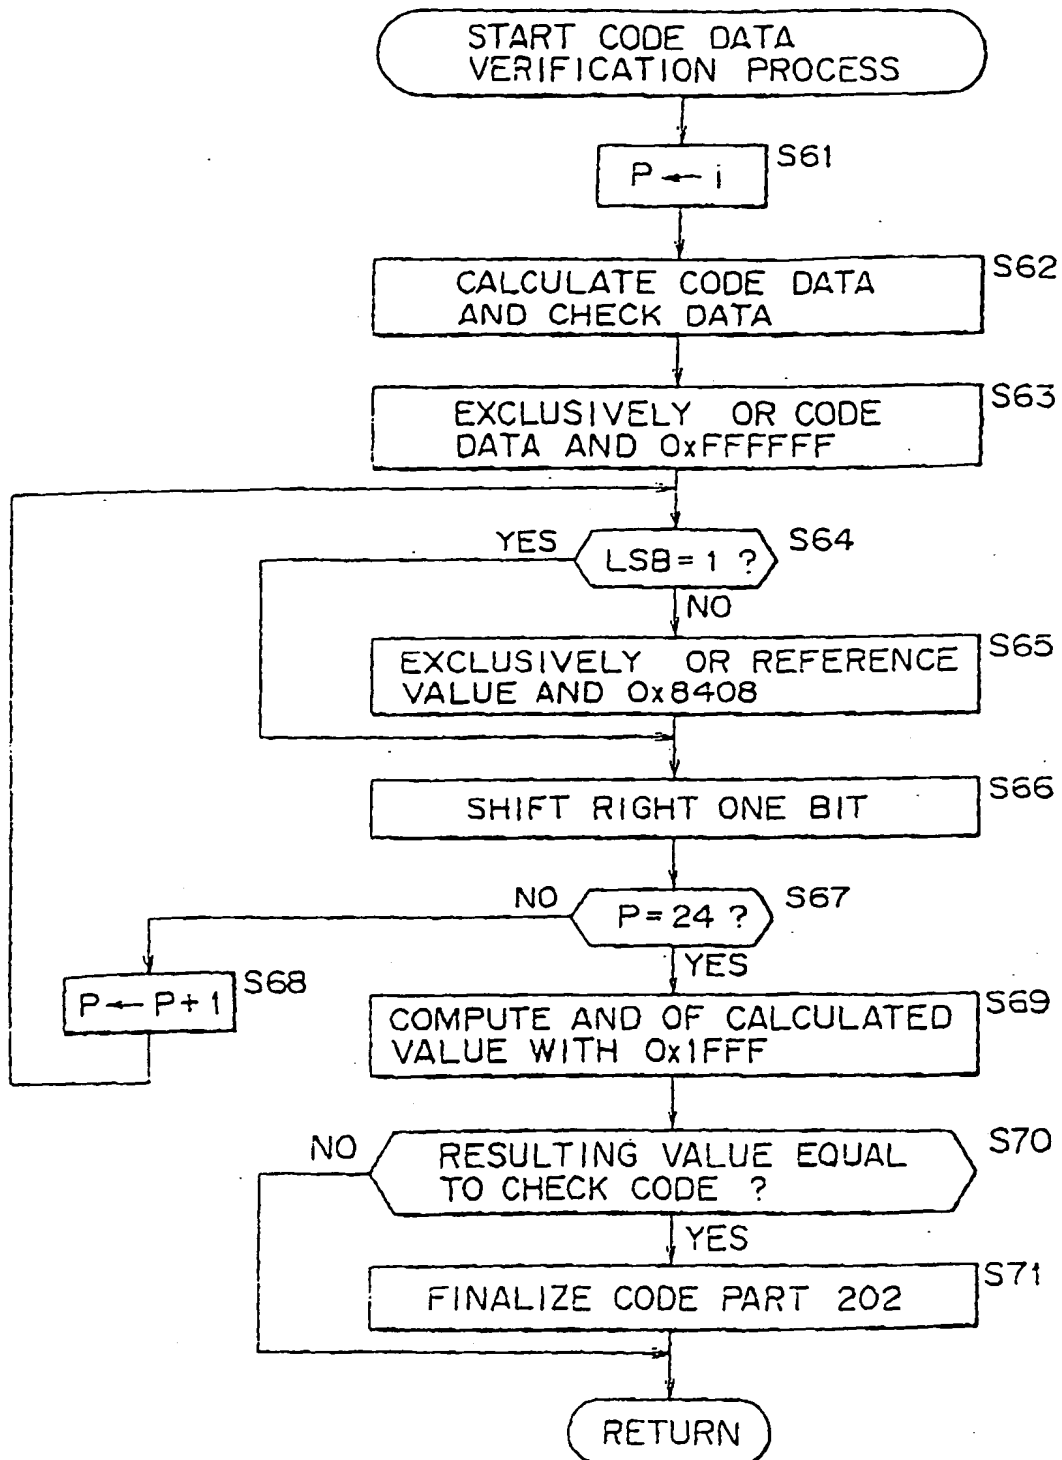 START CODE DATA
VERIFICATION PROCESS
S61
P ← i
S62
CALCULATE CODE DATA
AND CHECK DATA
S63
EXCLUSIVELY OR CODE
DATA AND 0xFFFFFF
YES
S64
LSB = 1 ?
NO
S65
EXCLUSIVELY OR REFERENCE
VALUE AND 0x8408
S66
SHIFT RIGHT ONE BIT
NO
S67
P = 24 ?
YES
S68
P ← P + 1
S69
COMPUTE AND OF CALCULATED
VALUE WITH 0x1FFF
NO
S70
RESULTING VALUE EQUAL
TO CHECK CODE ?
YES
S71
FINALIZE CODE PART 202
RETURN